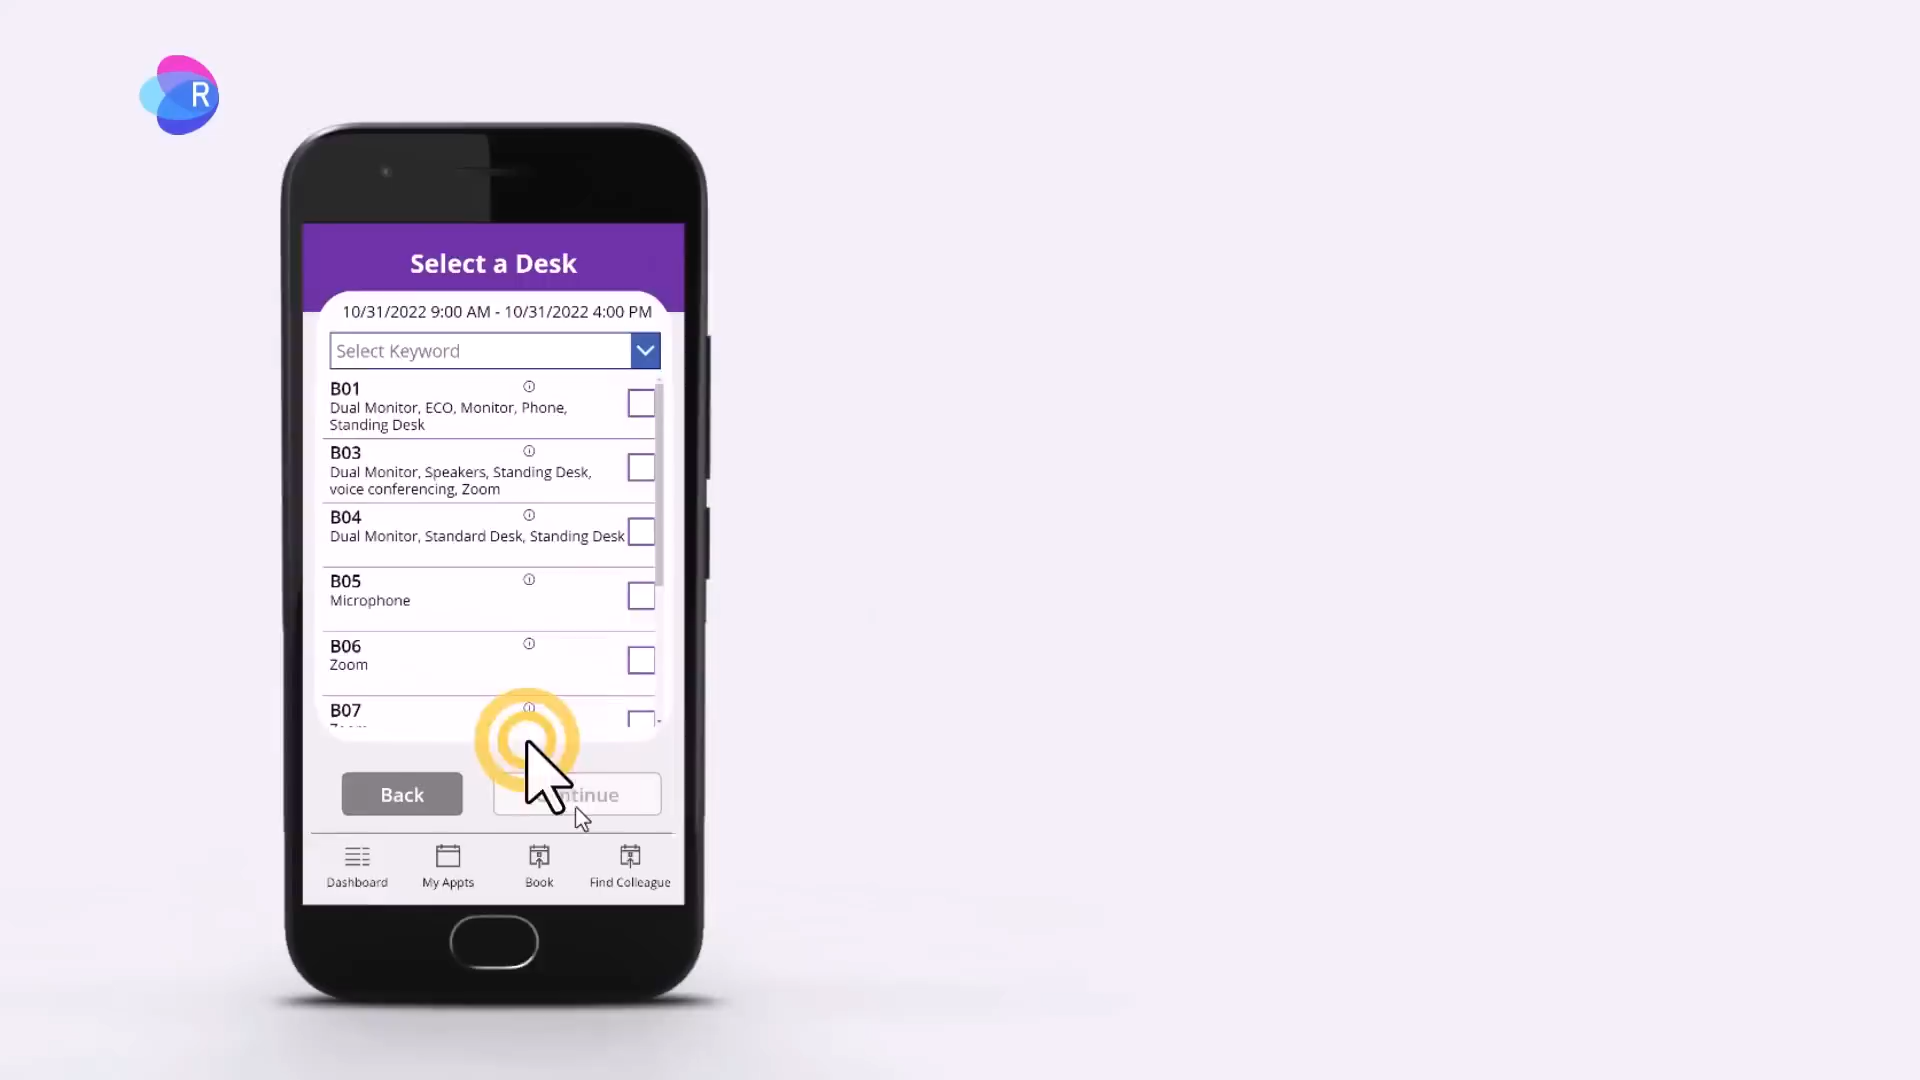 R
Select a Desk
10/31/2022 9:00 AM - 10/31/2022 4:00 PM
Select Keyword
B01
Dual Monitor, ECO, Monitor, Phone,
Standing Desk
B03
Dual Monitor, Speakers, Standing Desk,
voice conferencing, Zoom
B04
Dual Monitor, Standard Desk, Standing Desk
B05
Microphone
B06
Zoom
B07
Back
Dashboard
My Appts
Book
Find Colleague